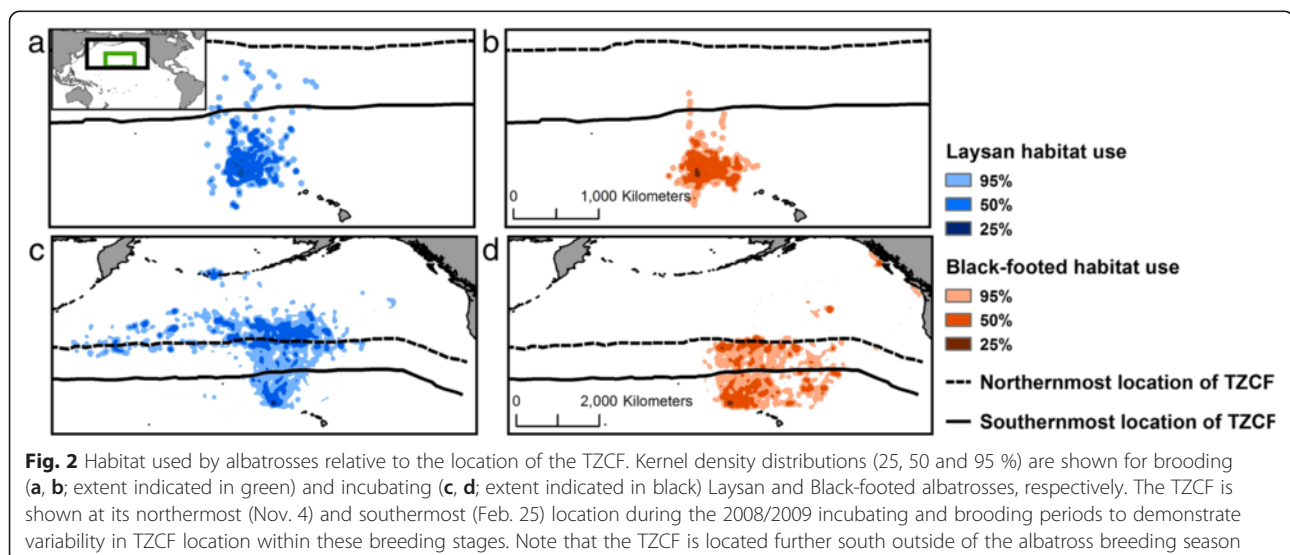 a
b
0 1,000 Kilometers
c
d
0 2,000 Kilometers
Laysan habitat use
95%
50%
25%
Black-footed habitat use
95%
50%
25%
Northernmost location of TZCF
Southernmost location of TZCF
Fig. 2 Habitat used by albatrosses relative to the location of the TZCF. Kernel density distributions (25, 50 and 95 %) are shown for brooding
(a, b; extent indicated in green) and incubating (c, d; extent indicated in black) Laysan and Black-footed albatrosses, respectively. The TZCF is
shown at its northermost (Nov. 4) and southermost (Feb. 25) location during the 2008/2009 incubating and brooding periods to demonstrate
variability in TZCF location within these breeding stages. Note that the TZCF is located further south outside of the albatross breeding season